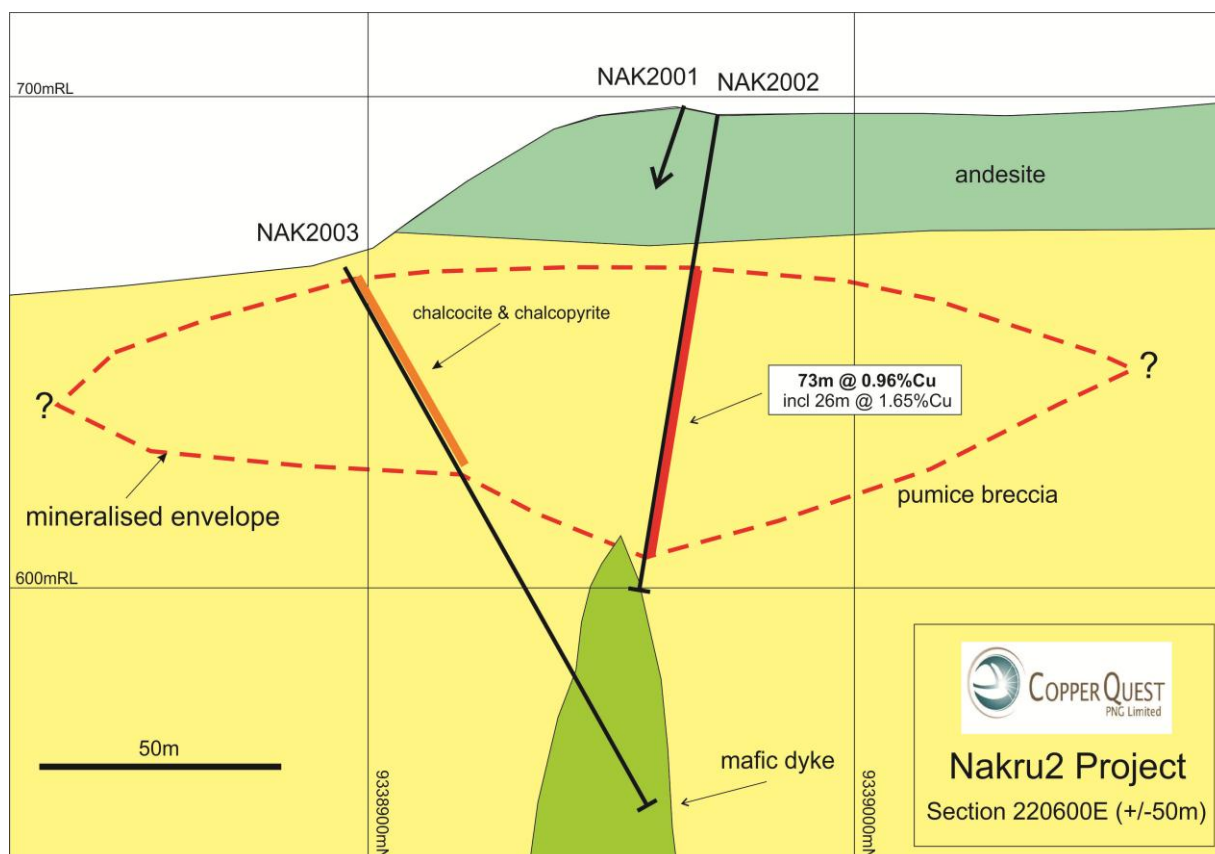 700mRL
NAK2001
NAK2002
andesite
NAK2003
chalcocite & chalcopyrite
73m @ 0.96%Cu
incl 26m @ 1.65%Cu
?
?
mineralised envelope
pumice breccia
600mRL
50m
mafic dyke
9338900mN
9339000mN
COPPER QUEST
PNG Limited
Nakru2 Project
Section 220600E (+/-50m)